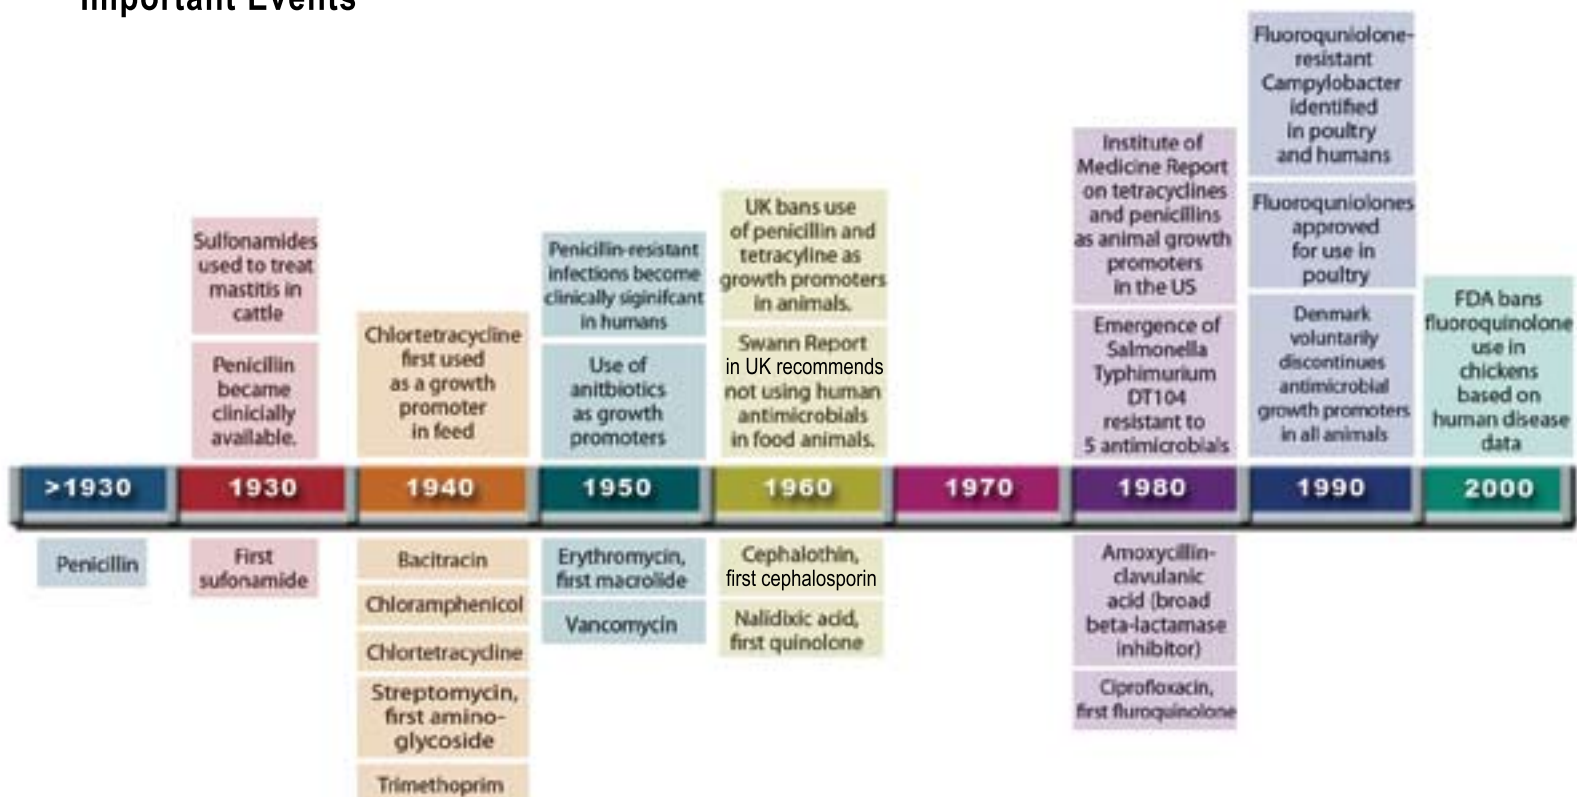 Important Events
Sulfonamides
used to treat
mastitis in
cattle
Penicillin
became
clinicially
available.
Chlortetracycline
first used
as a growth
promoter
in feed
Penicillin-resistant
infections become
clinically siginifcant
in humans
Use of
anitbiotics
as growth
promoters
UK bans use
of penicillin and
tetracyline as
growth promoters
in animals.
Swann Report
in UK recommends
not using human
antimicrobials
in food animals.
Institute of
Medicine Report
on tetracyclines
and penicillins
as animal growth
promoters
in the US
Emergence of
Salmonella
Typhimurium
DT104
resistant to
5 antimicrobials
Fluoroquniolone-
resistant
Campylobacter
identified
in poultry
and humans
Fluoroquniolones
approved
for use in
poultry
Denmark
voluntarily
discontinues
antimicrobial
growth promoters
in all animals
FDA bans
fluoroquinolone
use in
chickens
based on
human disease
data
>1930
1930
1940
1950
1960
1970
1980
1990
2000
Penicillin
First
sufonamide
Bacitracin
Chloramphenicol
Chlortetracycline
Streptomycin,
first amino-
glycoside
Trimethoprim
Erythromycin,
first macrolide
Vancomycin
Cephalothin,
first cephalosporin
Nalidixic acid,
first quinolone
Amoxycillin-
clavulanic
acid (broad
beta-lactamase
inhibitor)
Ciprofloxacin,
first fluroquinolone